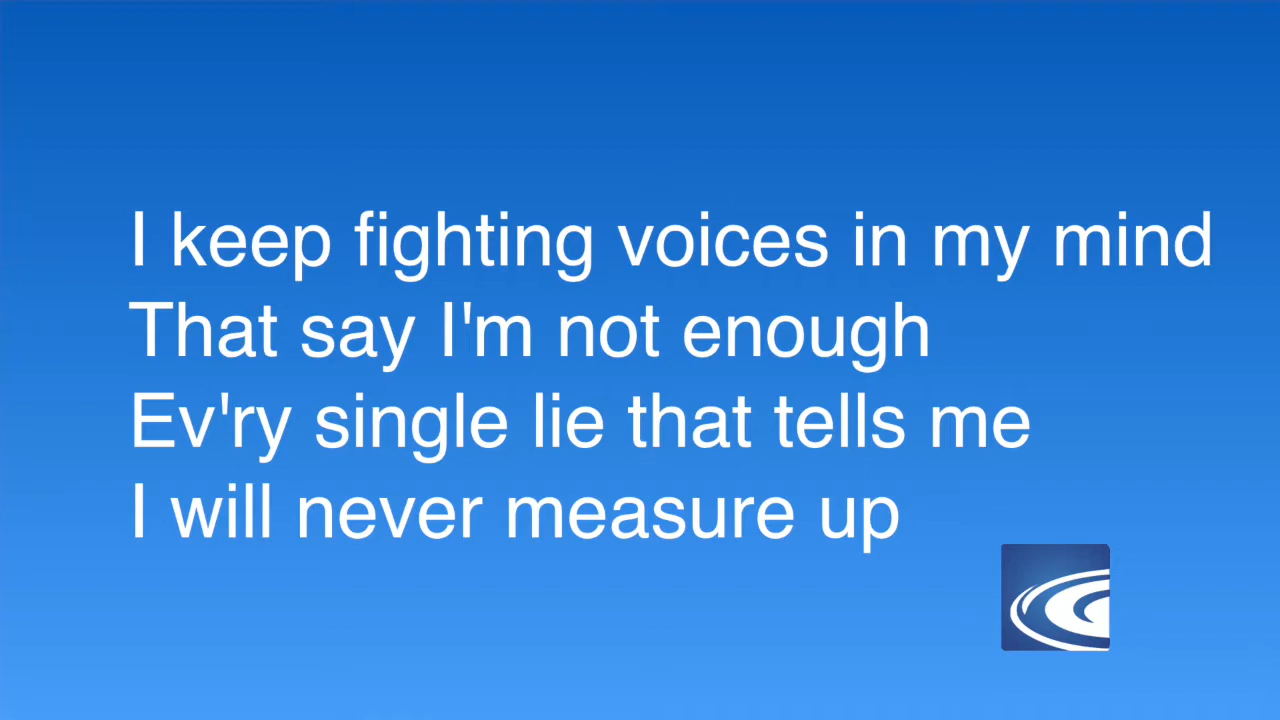 I keep fighting voices in my mind
That say I'm not enough
Ev'ry single lie that tells me
I will never measure up